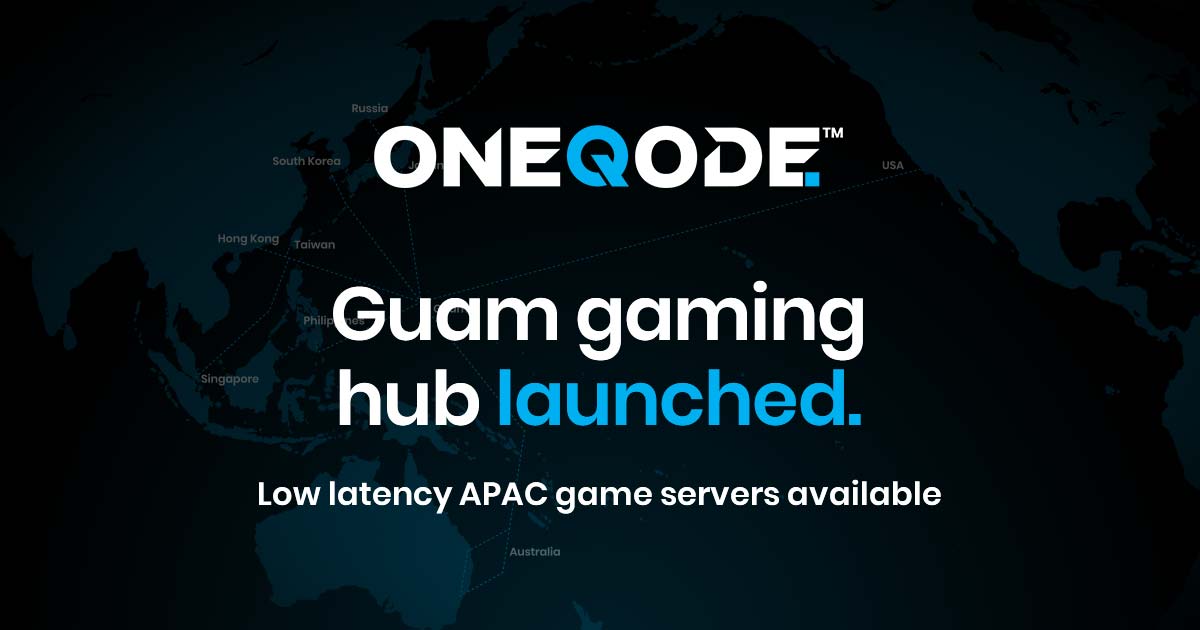 Russia
ONEQODE™
South Korea
USA
Hong Kong
Taiwan
Guam gaming
Philippines
hub launched.
Singapore
Low latency APAC game servers available
Australia